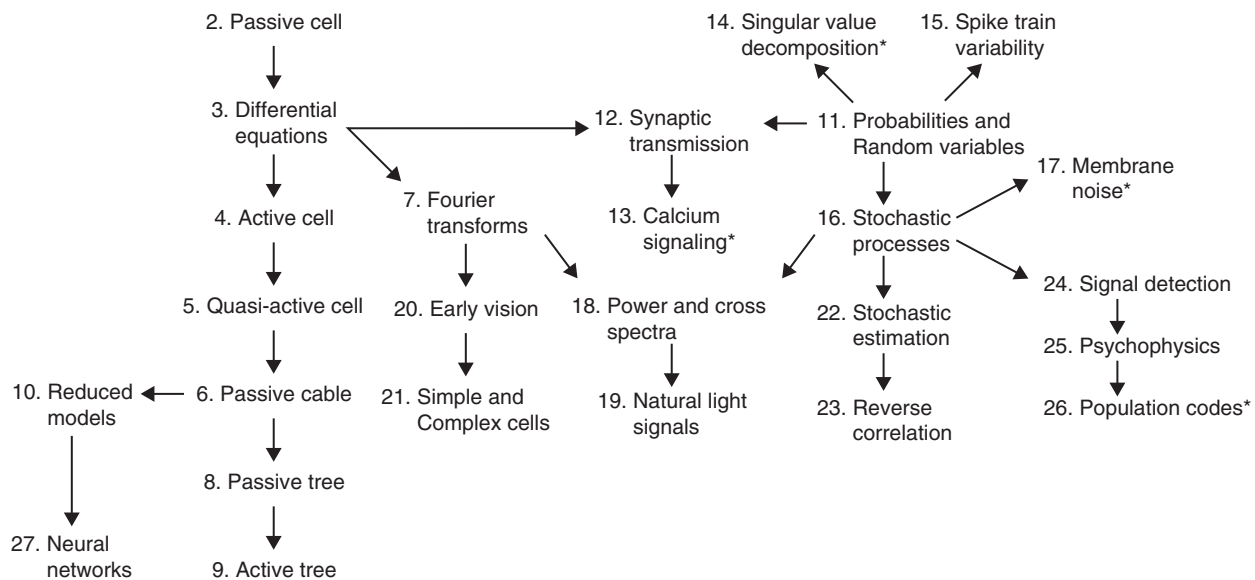 2. Passive cell
14. Singular value
decomposition*
15. Spike train
variability
3. Differential
equations
12. Synaptic
transmission
11. Probabilities and
Random variables
17. Membrane
noise*
4. Active cell
7. Fourier
transforms
13. Calcium
signaling*
16. Stochastic
processes
5. Quasi-active cell
20. Early vision
18. Power and cross
spectra
22. Stochastic
estimation
24. Signal detection
25. Psychophysics
10. Reduced
models
6. Passive cable
21. Simple and
Complex cells
19. Natural light
signals
23. Reverse
correlation
26. Population codes*
8. Passive tree
27. Neural
networks
9. Active tree